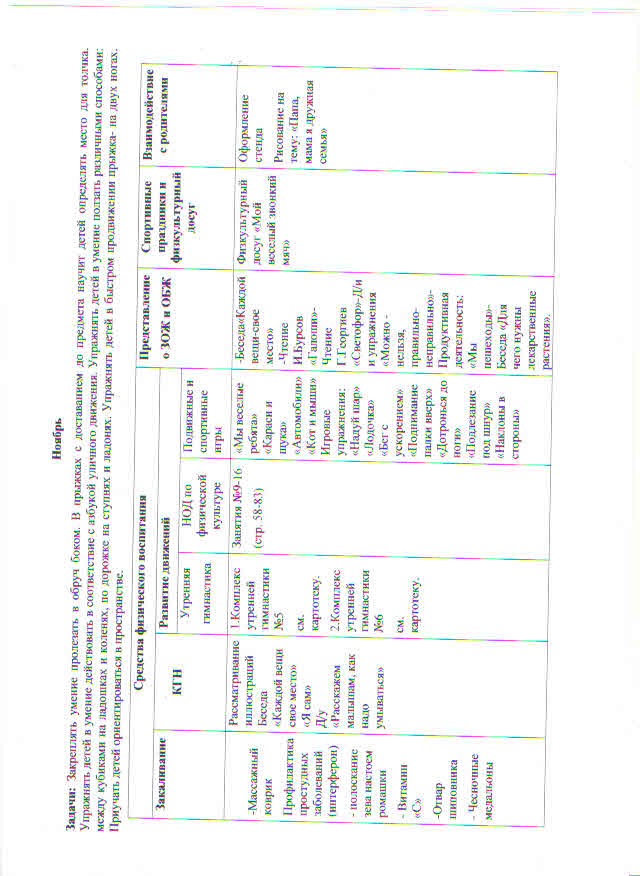 Ноябрь
Задачи: Закреплять умение пролезать в обруч боком. В прыжках с доставанием до предмета научит детей определять место для толчка.
Упражнять детей в умение действовать в соответствие с азбукой уличного движения. Упражнять детей в умение ползать различными способами:
между кубиками на ладошках и коленях, по дорожке на ступнях и ладонях. Упражнять детей в быстром продвижении прыжка- на двух ногах.
Приучать детей ориентироваться в пространстве.
Средства физического воспитания
Представление
о ЗОЖ и ОБЖ
Спортивные
праздники и
физкультурный
досуг
Взаимодействие
с родителями
Закаливание
КГН
Развитие движений
Утренняя
гимнастика
НОД по
физической
культуре
Подвижные и
спортивные
игры
-Массажный
коврик
Профилактика
простудных
заболеваний
(интерферон)
- полоскание
зева настоем
ромашки
- Витамин
«С»
-Отвар
шиповника
- Чесночные
медальоны
Рассматривание
иллюстраций
Беседа
«Каждой вещи
свое место»
«Я сам»
Д/у
«Расскажем
малышам, как
надо
умываться»
1.Комплекс
утренней
гимнастики
№5
см.
картотеку.
2.Комплекс
утренней
гимнастики
№6
см.
картотеку.
Занятия №9-16
(стр. 58-83)
«Мы веселые
ребята»
«Караси и
щука»
«Автомобили»
«Кот и мыши»
Игровые
упражнения:
«Надуй шар»
«Лодочка»
«Бег с
ускорением»
«Поднимание
палки вверх»
«Дотронься до
ноги»
«Подлезание
под шнур»
«Наклоны в
стороны»
-Беседа«Каждой
вещи-свое
место»
-Чтение
И.Бурсов
«Галоши»-
Чтение
Г.Георгиев
«Светофор»-Д/и
и упражнения
«Можно -
нельзя,
правильно-
неправильно»-
Продуктивная
деятельность:
«Мы
пешеходы»-
Беседа «Для
чего нужны
лекарственные
растения».
Физкультурный
досуг «Мой
веселый звонкий
мяч»
Оформление
стенда
Рисование на
тему: «Папа,
мама я дружная
семья»